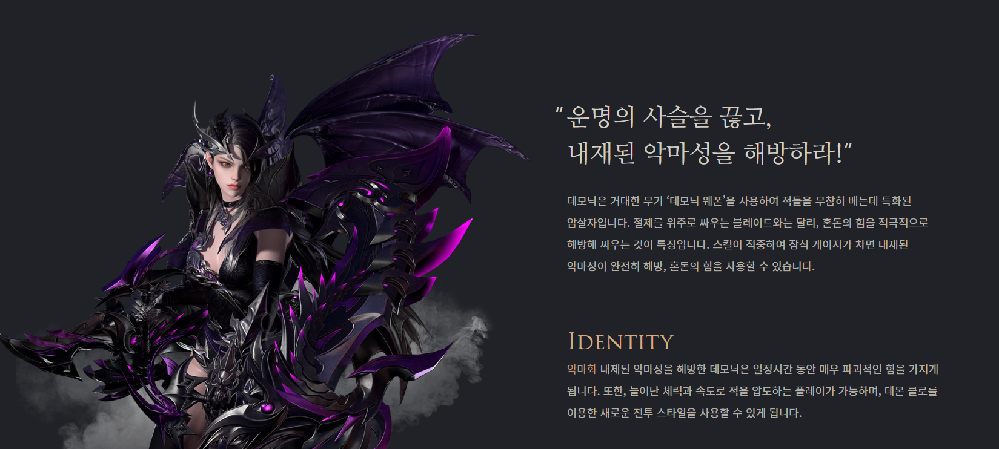 “운명의 사슬을 끊고,
내재된 악마성을 해방하라!”
데모닉은 거대한 무기 ‘데모닉 웨폰’을 사용하여 적들을 무참히 베는데 특화된
암살자입니다. 절제를 위주로 싸우는 블레이드와는 달리, 혼돈의 힘을 적극적으로
해방해 싸우는 것이 특징입니다. 스킬이 적중하여 잠식 게이지가 차면 내재된
악마성이 완전히 해방, 혼돈의 힘을 사용할 수 있습니다.
IDENTITY
악마화 내제된 악마성을 해방한 데모닉은 일정시간 동안 매우 파괴적인 힘을 가지게
됩니다. 또한, 늘어난 체력과 속도로 적을 압도하는 플레이가 가능하며, 데몬 클로를
이용한 새로운 전투 스타일을 사용할 수 있게 됩니다.